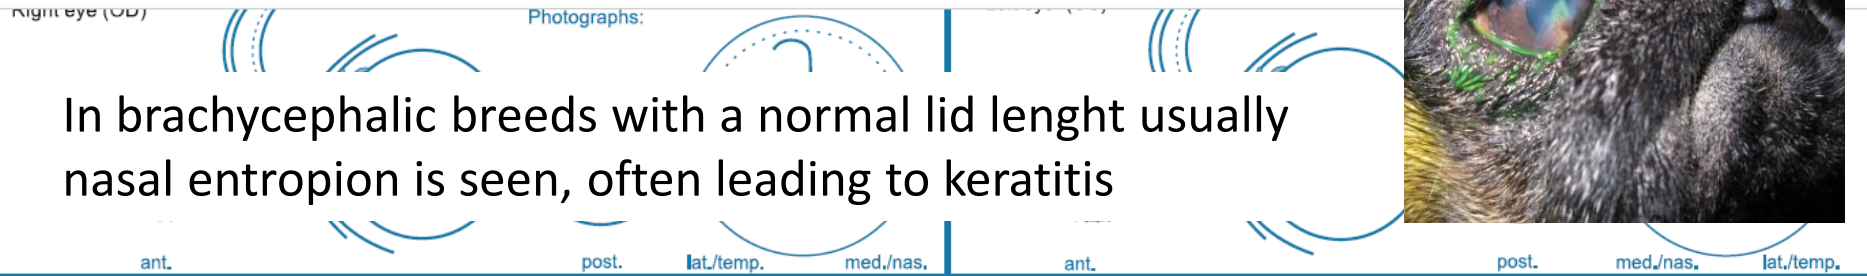 Right eye (OD)
Photographs:
In brachycephalic breeds with a normal lid lenght usually
nasal entropion is seen, often leading to keratitis
ant. post. lat./temp. med./nas. ant. post. med./nas. lat./temp.